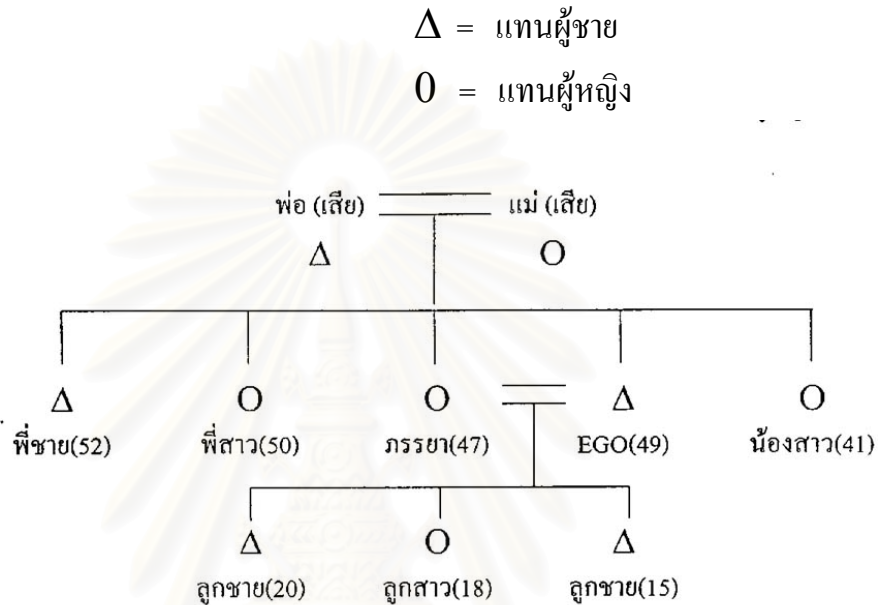 Δ = แทนผู้ชาย
O = แทนผู้หญิง
พ่อ (เสีย) แม่ (เสีย)
Δ O
Δ O O Δ O
พี่ชาย(52) พี่สาว(50) ภรรยา(47) EGO(49) น้องสาว(41)
Δ O Δ
ลูกชาย(20) ลูกสาว(18) ลูกชาย(15)